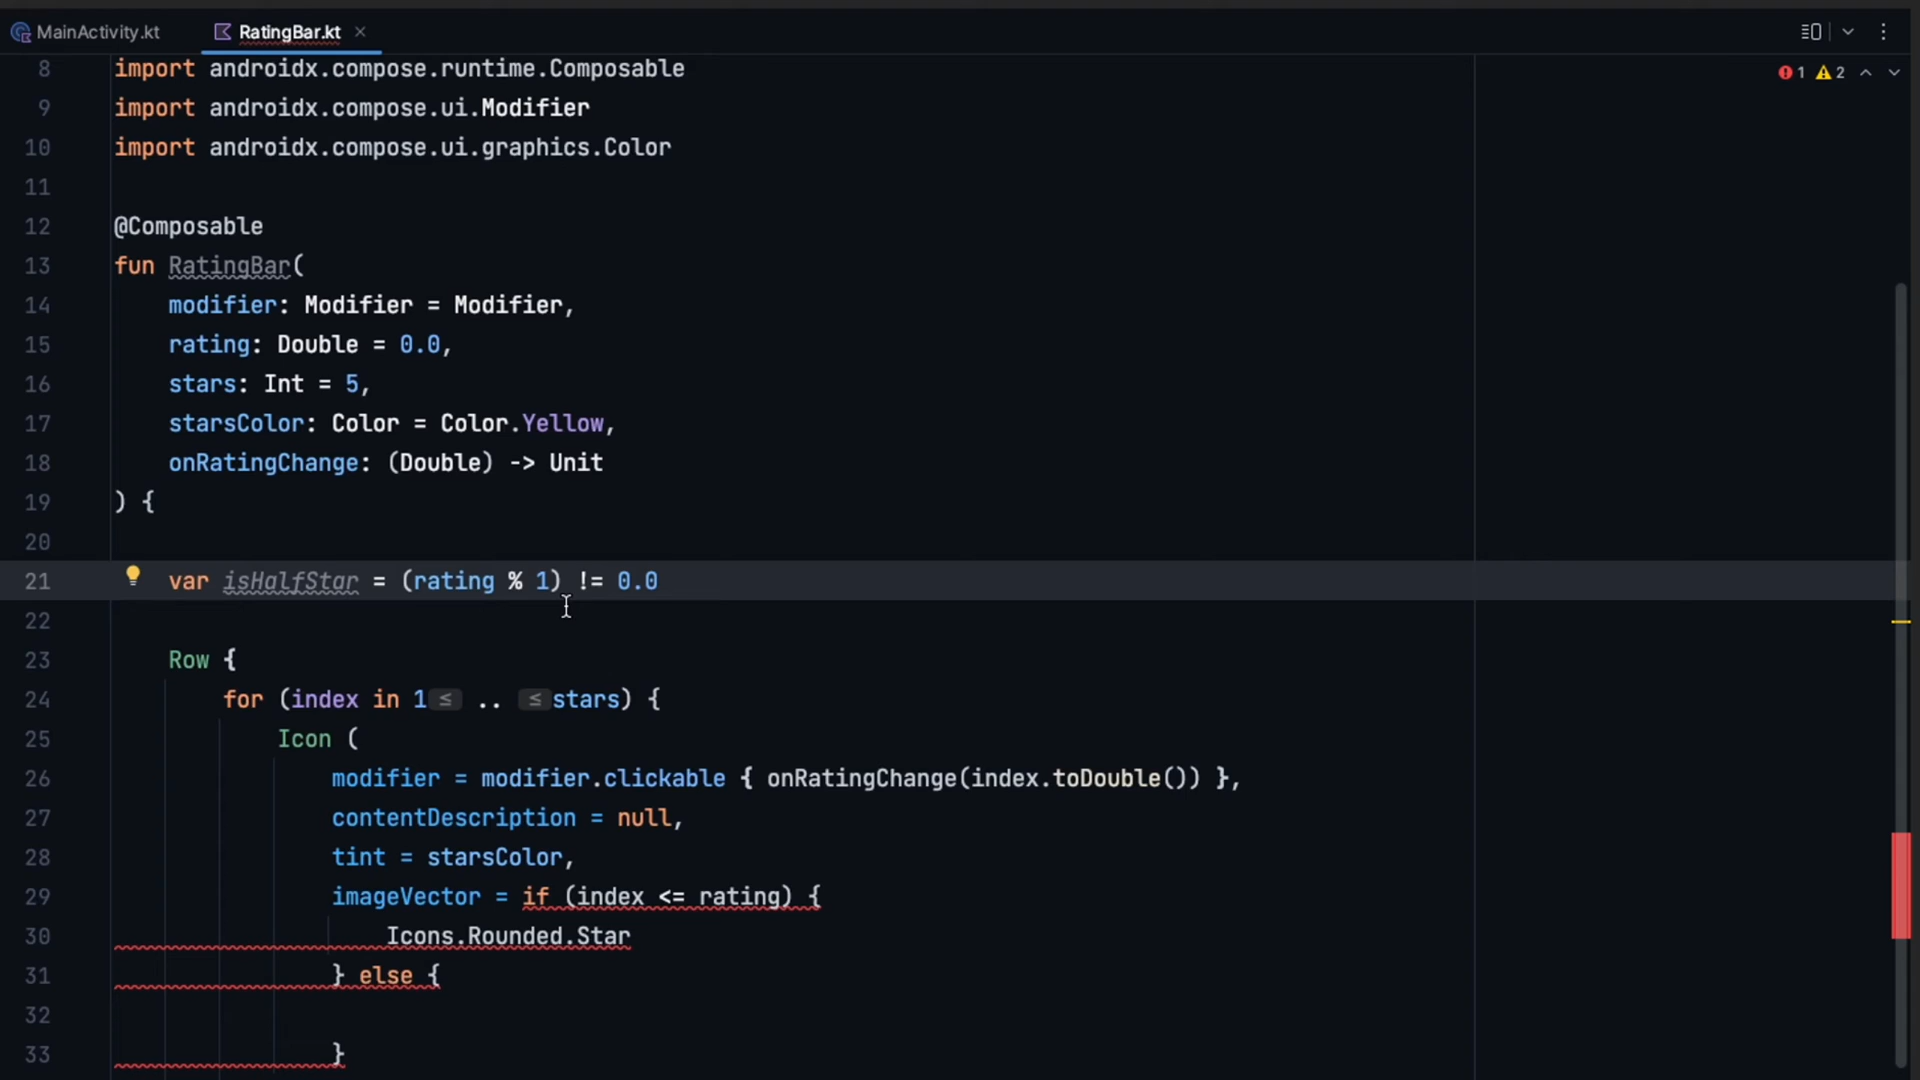 MainActivity.kt RatingBar.kt
8 import androidx.compose.runtime.Composable
1 2
9 import androidx.compose.ui.Modifier
10 import androidx.compose.ui.graphics.Color
11
12 @Composable
13 fun RatingBar(
14     modifier: Modifier = Modifier,
15     rating: Double = 0.0,
16     stars: Int = 5,
17     starsColor: Color = Color.Yellow,
18     onRatingChange: (Double) -> Unit
19 ) {
20
21     var isHalfStar = (rating % 1) != 0.0
22
23     Row {
24         for (index in 1 ≤ .. ≤ stars) {
25             Icon (
26                 modifier = modifier.clickable { onRatingChange(index.toDouble()) },
27                 contentDescription = null,
28                 tint = starsColor,
29                 imageVector = if (index <= rating) {
30                     Icons.Rounded.Star
31                 } else {
32
33                 }